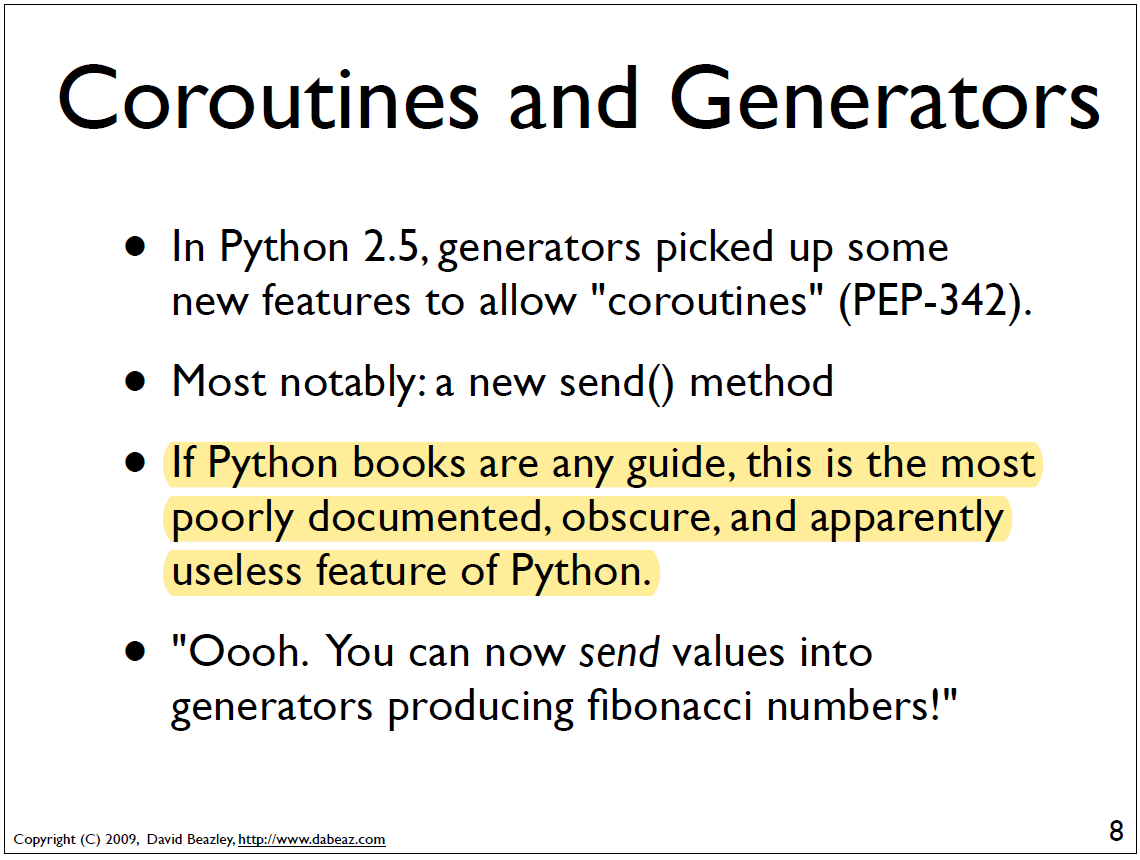 Coroutines and Generators
• In Python 2.5, generators picked up some
new features to allow "coroutines" (PEP-342).
• Most notably: a new send() method
• If Python books are any guide, this is the most
poorly documented, obscure, and apparently
useless feature of Python.
• "Oooh. You can now send values into
generators producing fibonacci numbers!"
Copyright (C) 2009, David Beazley, http://www.dabeaz.com
8